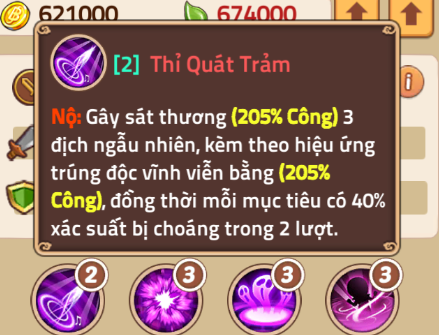 621000
674000
[2] Thỉ Quát Trảm
Nộ: Gây sát thương (205% Công) 3
địch ngẫu nhiên, kèm theo hiệu ứng
trúng độc vĩnh viễn bằng (205%
Công), đồng thời mỗi mục tiêu có 40%
xác suất bị choáng trong 2 lượt.
2
3
3
3